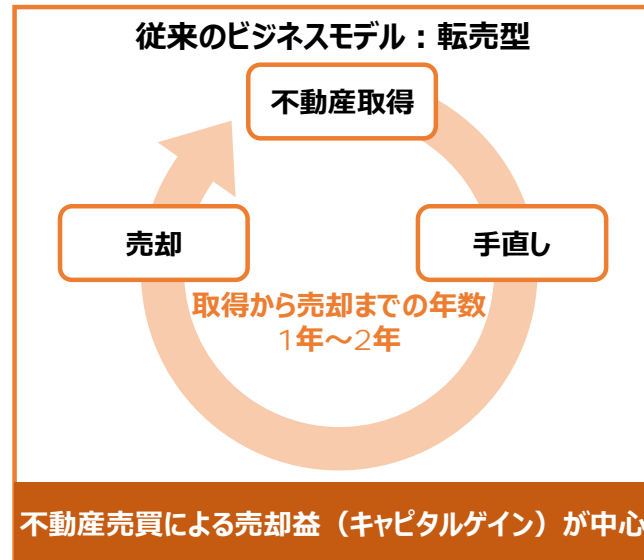 従来のビジネスモデル：転売型
不動産取得
売却
手直し
取得から売却までの年数
1年～2年
不動産売買による売却益（キャピタルゲイン）が中心